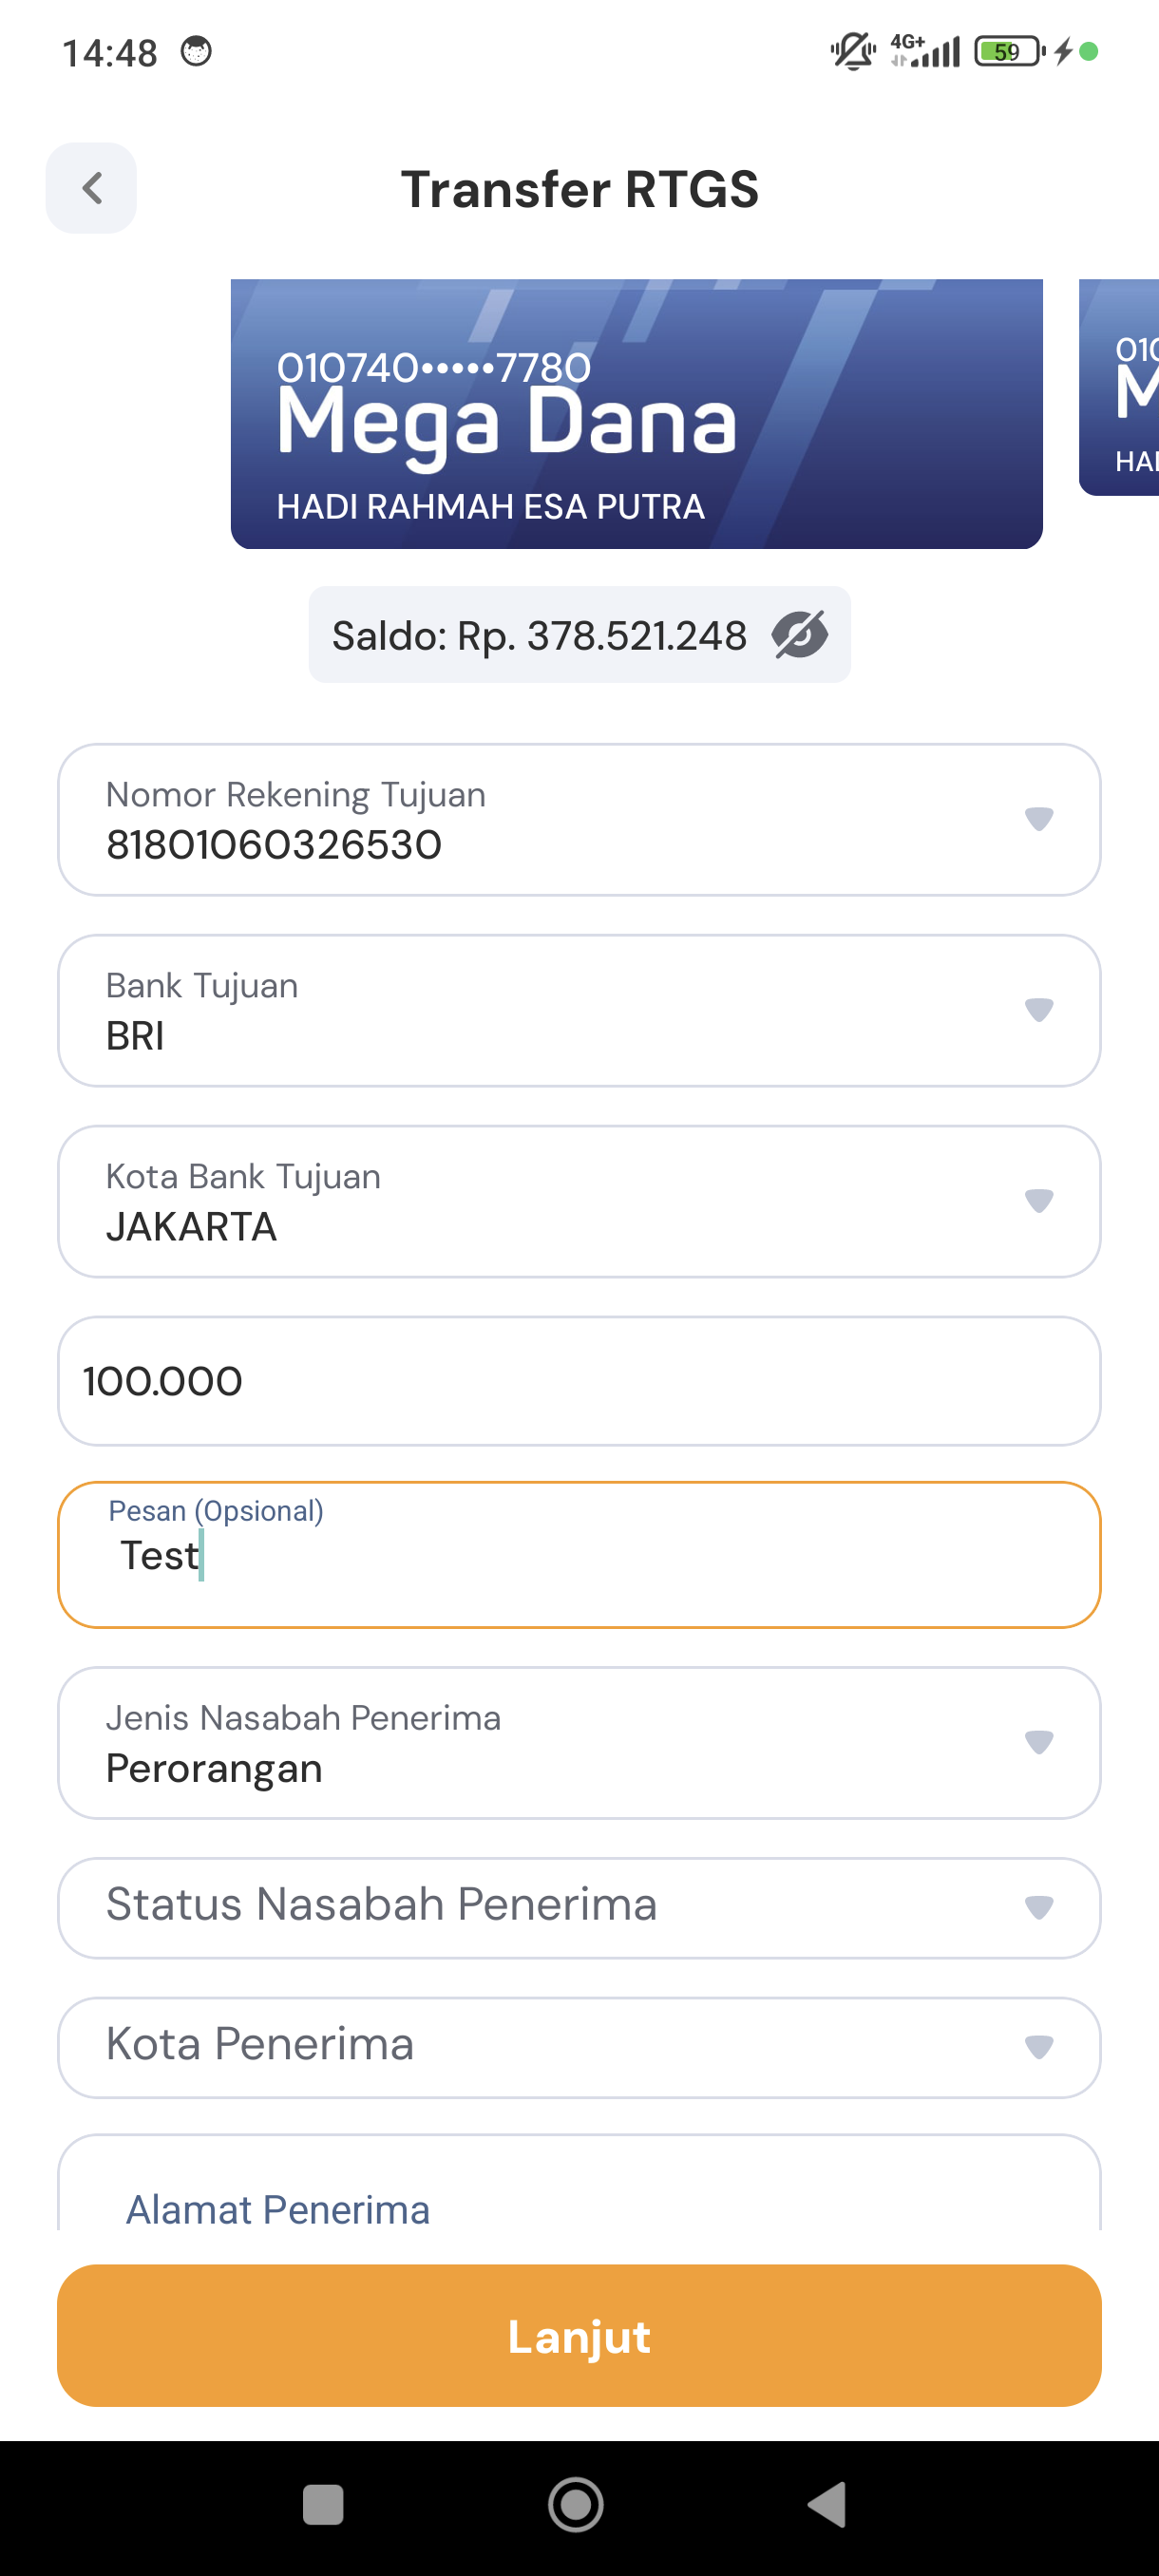 14:48
4G+
59
Transfer RTGS
010740•••••7780
Mega Dana
HADI RAHMAH ESA PUTRA
010
M
HA
Saldo: Rp. 378.521.248
Nomor Rekening Tujuan
81801060326530
Bank Tujuan
BRI
Kota Bank Tujuan
JAKARTA
100.000
Pesan (Opsional)
Test
Jenis Nasabah Penerima
Perorangan
Status Nasabah Penerima
Kota Penerima
Alamat Penerima
Lanjut